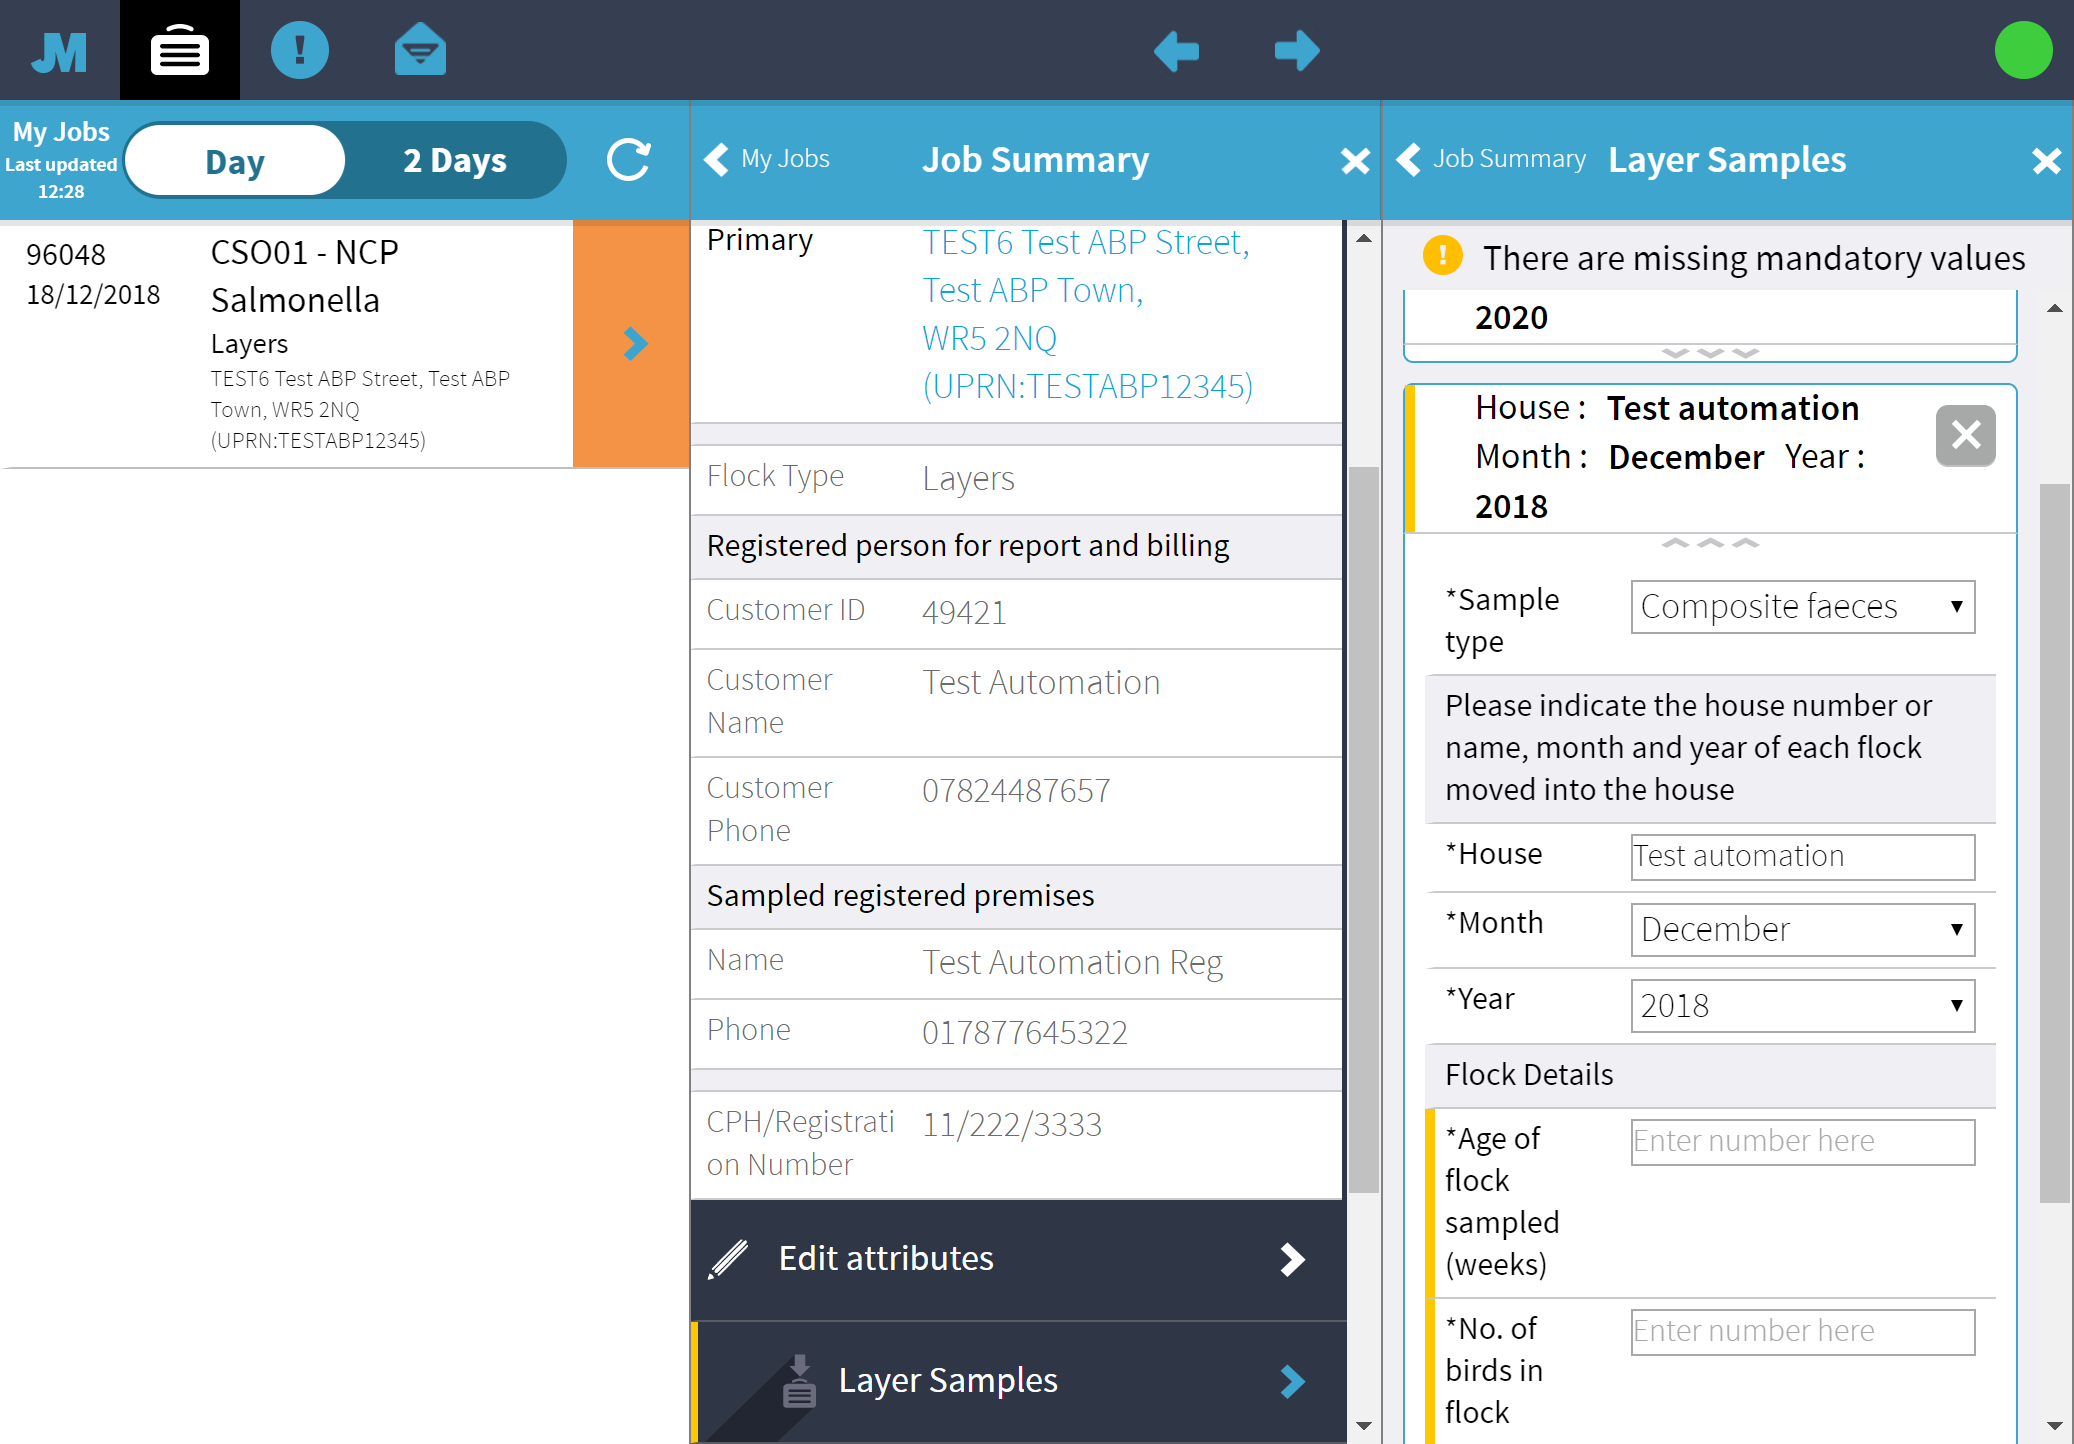 JM
My Jobs
Last updated
12:28
Day
2 Days
My Jobs
Job Summary
Job Summary
Layer Samples
96048
18/12/2018
CSO01 - NCP
Salmonella
Layers
TEST6 Test ABP Street, Test ABP
Town, WR5 2NQ
(UPRN:TESTABP12345)
Primary
TEST6 Test ABP Street,
Test ABP Town,
WR5 2NQ
(UPRN:TESTABP12345)
Flock Type
Layers
Registered person for report and billing
Customer ID
49421
Customer
Name
Test Automation
Customer
Phone
07824487657
Sampled registered premises
Name
Test Automation Reg
Phone
017877645322
CPH/Registrati
on Number
11/222/3333
Edit attributes
Layer Samples
There are missing mandatory values
2020
House : Test automation
Month : December Year :
2018
*Sample
type
Composite faeces
Please indicate the house number or
name, month and year of each flock
moved into the house
*House
Test automation
*Month
December
*Year
2018
Flock Details
*Age of
flock
sampled
(weeks)
Enter number here
*No. of
birds in
flock
Enter number here